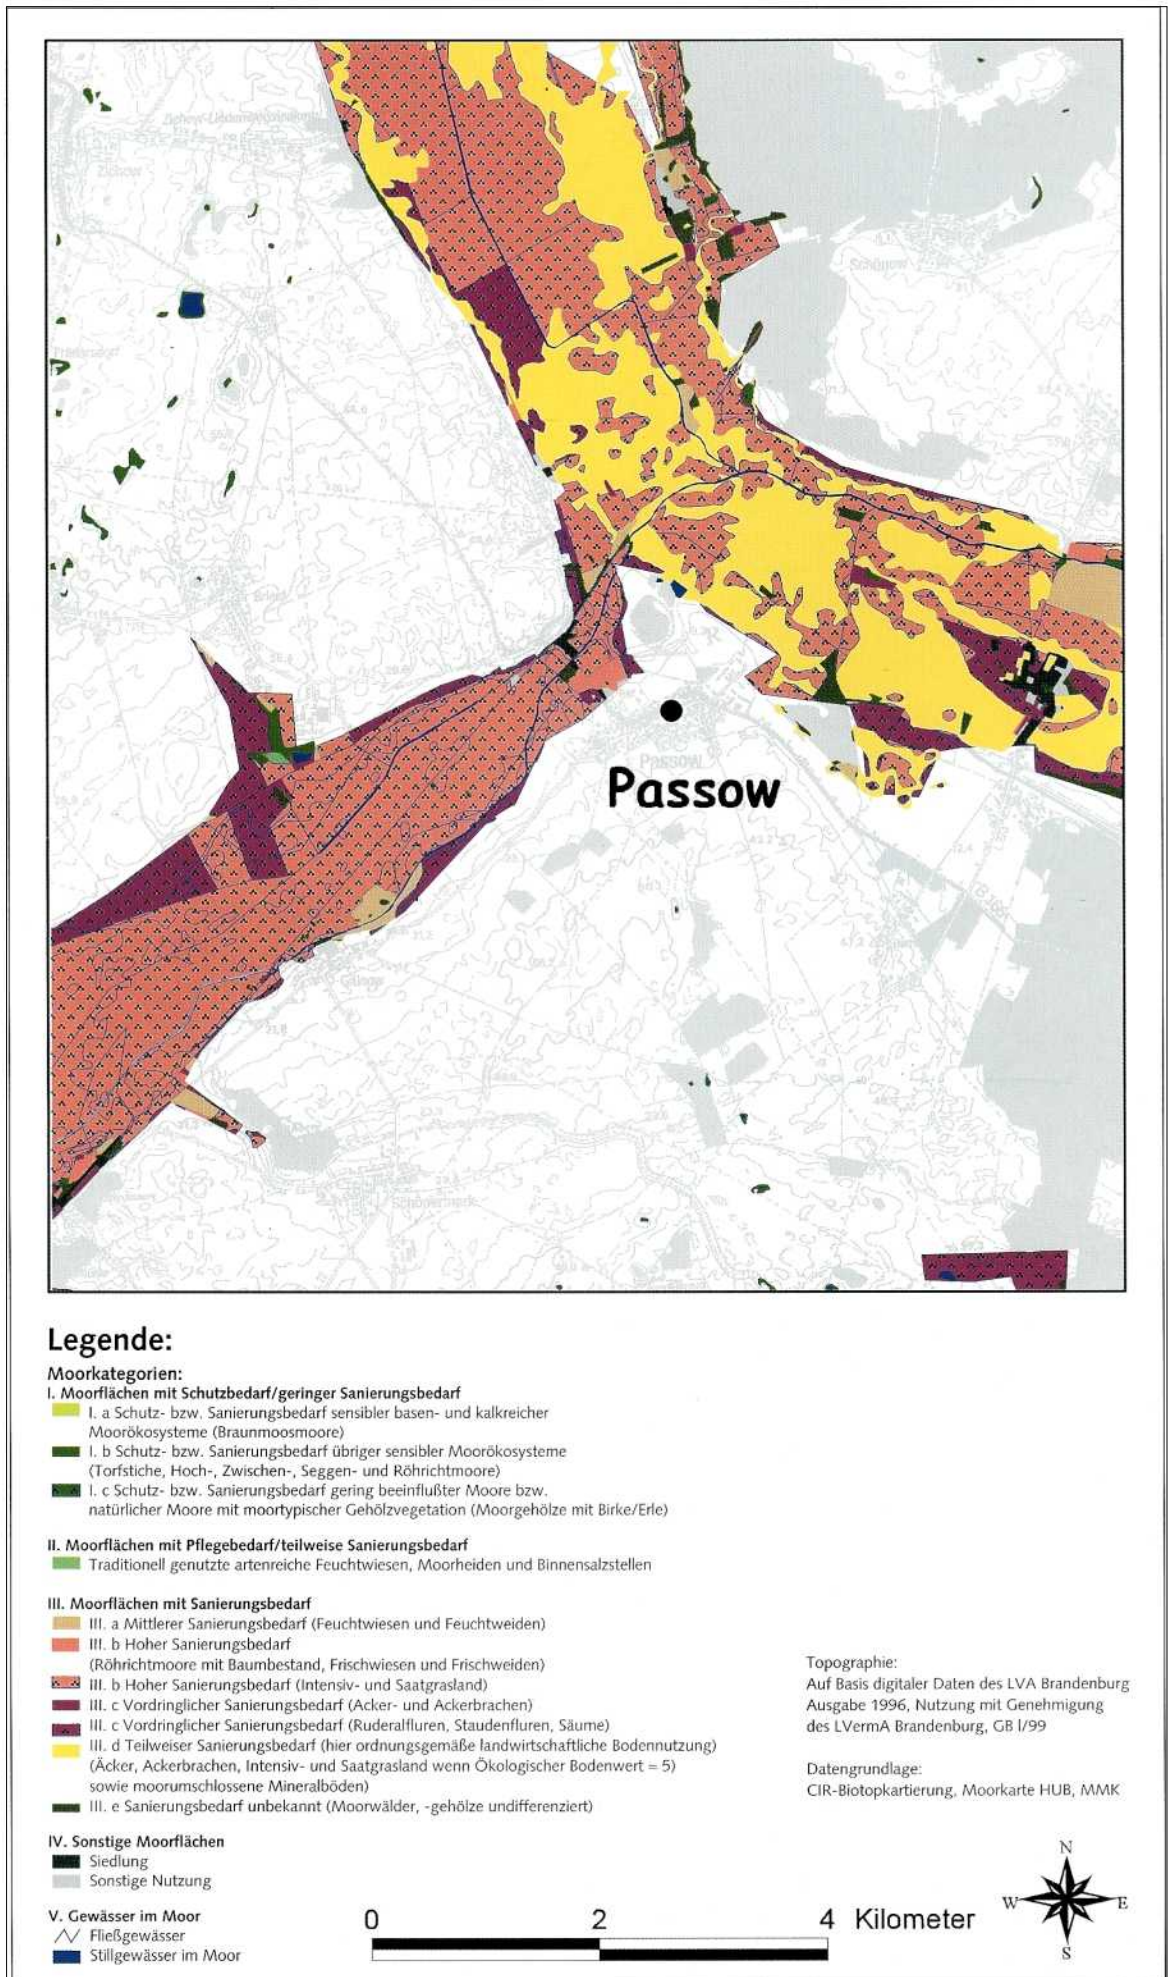 Zichow
Schönow
Passow
Passow
Schönermark
Legende:
Moorkategorien:
I. Moorflächen mit Schutzbedarf/geringer Sanierungsbedarf
I. a Schutz- bzw. Sanierungsbedarf sensibler basen- und kalkreicher
Moorökosysteme (Braunmoosmoore)
I. b Schutz- bzw. Sanierungsbedarf übriger sensibler Moorökosysteme
(Torfstiche, Hoch-, Zwischen-, Seggen- und Röhrichtmoore)
I. c Schutz- bzw. Sanierungsbedarf gering beeinflußter Moore bzw.
natürlicher Moore mit moortypischer Gehölzvegetation (Moorgehölze mit Birke/Erle)
II. Moorflächen mit Pflegebedarf/teilweise Sanierungsbedarf
Traditionell genutzte artenreiche Feuchtwiesen, Moorheiden und Binnensalzstellen
III. Moorflächen mit Sanierungsbedarf
III. a Mittlerer Sanierungsbedarf (Feuchtwiesen und Feuchtweiden)
III. b Hoher Sanierungsbedarf
(Röhrichtmoore mit Baumbestand, Frischwiesen und Frischweiden)
III. b Hoher Sanierungsbedarf (Intensiv- und Saatgrasland)
III. c Vordringlicher Sanierungsbedarf (Acker- und Ackerbrachen)
III. c Vordringlicher Sanierungsbedarf (Ruderalfluren, Staudenfluren, Säume)
III. d Teilweiser Sanierungsbedarf (hier ordnungsgemäße landwirtschaftliche Bodennutzung)
(Äcker, Ackerbrachen, Intensiv- und Saatgrasland wenn Ökologischer Bodenwert = 5)
sowie moorumschlossene Mineralböden)
III. e Sanierungsbedarf unbekannt (Moorwälder, -gehölze undifferenziert)
IV. Sonstige Moorflächen
Siedlung
Sonstige Nutzung
V. Gewässer im Moor
Fließgewässer
Stillgewässer im Moor
Topographie:
Auf Basis digitaler Daten des LVA Brandenburg
Ausgabe 1996, Nutzung mit Genehmigung
des LVermA Brandenburg, GB I/99
Datengrundlage:
CIR-Biotopkartierung, Moorkarte HUB, MMK
0 2 4 Kilometer
N
W E
S